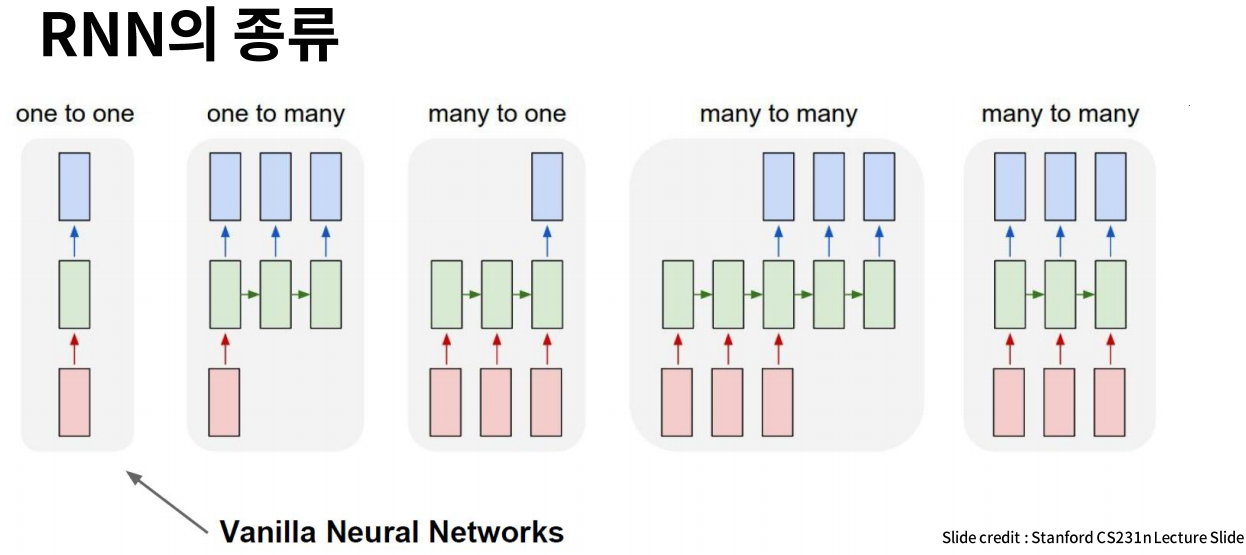 RNN의 종류
one to one
one to many
many to one
many to many
many to many
Vanilla Neural Networks
Slide credit : Stanford CS231n Lecture Slide